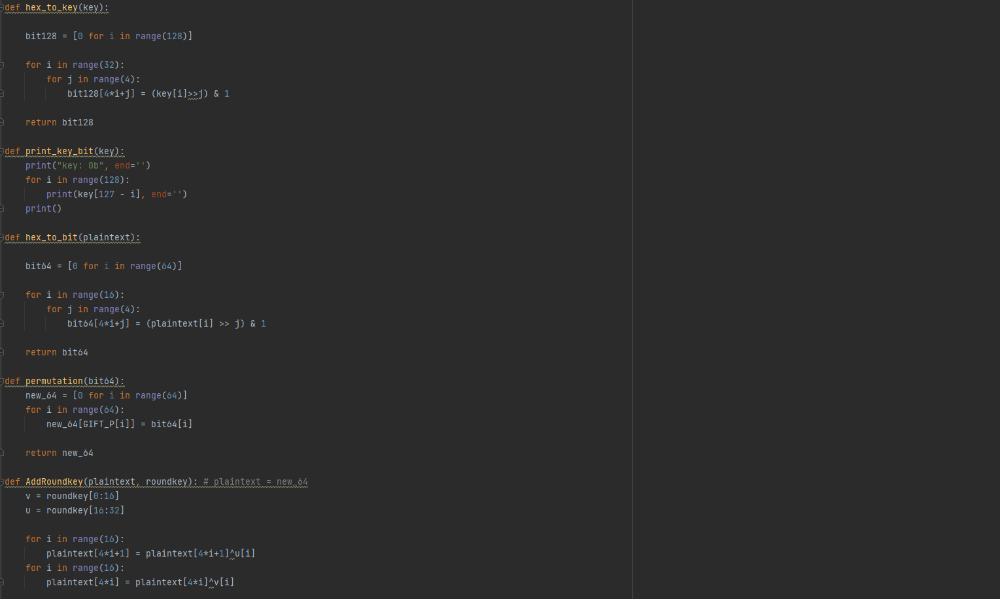 def hex_to_key(key):
    bit128 = [0 for i in range(128)]
    for i in range(32):
        for j in range(4):
            bit128[4*i+j] = (key[i]>>j) & 1
    return bit128
def print_key_bit(key):
    print("key: 0b", end='')
    for i in range(128):
        print(key[127 - i], end='')
    print()
def hex_to_bit(plaintext):
    bit64 = [0 for i in range(64)]
    for i in range(16):
        for j in range(4):
            bit64[4*i+j] = (plaintext[i] >> j) & 1
    return bit64
def permutation(bit64):
    new_64 = [0 for i in range(64)]
    for i in range(64):
        new_64[GIFT_P[i]] = bit64[i]
    return new_64
def AddRoundkey(plaintext, roundkey): # plaintext = new_64
    v = roundkey[0:16]
    u = roundkey[16:32]
    for i in range(16):
        plaintext[4*i+1] = plaintext[4*i+1]^u[i]
    for i in range(16):
        plaintext[4*i] = plaintext[4*i]^v[i]